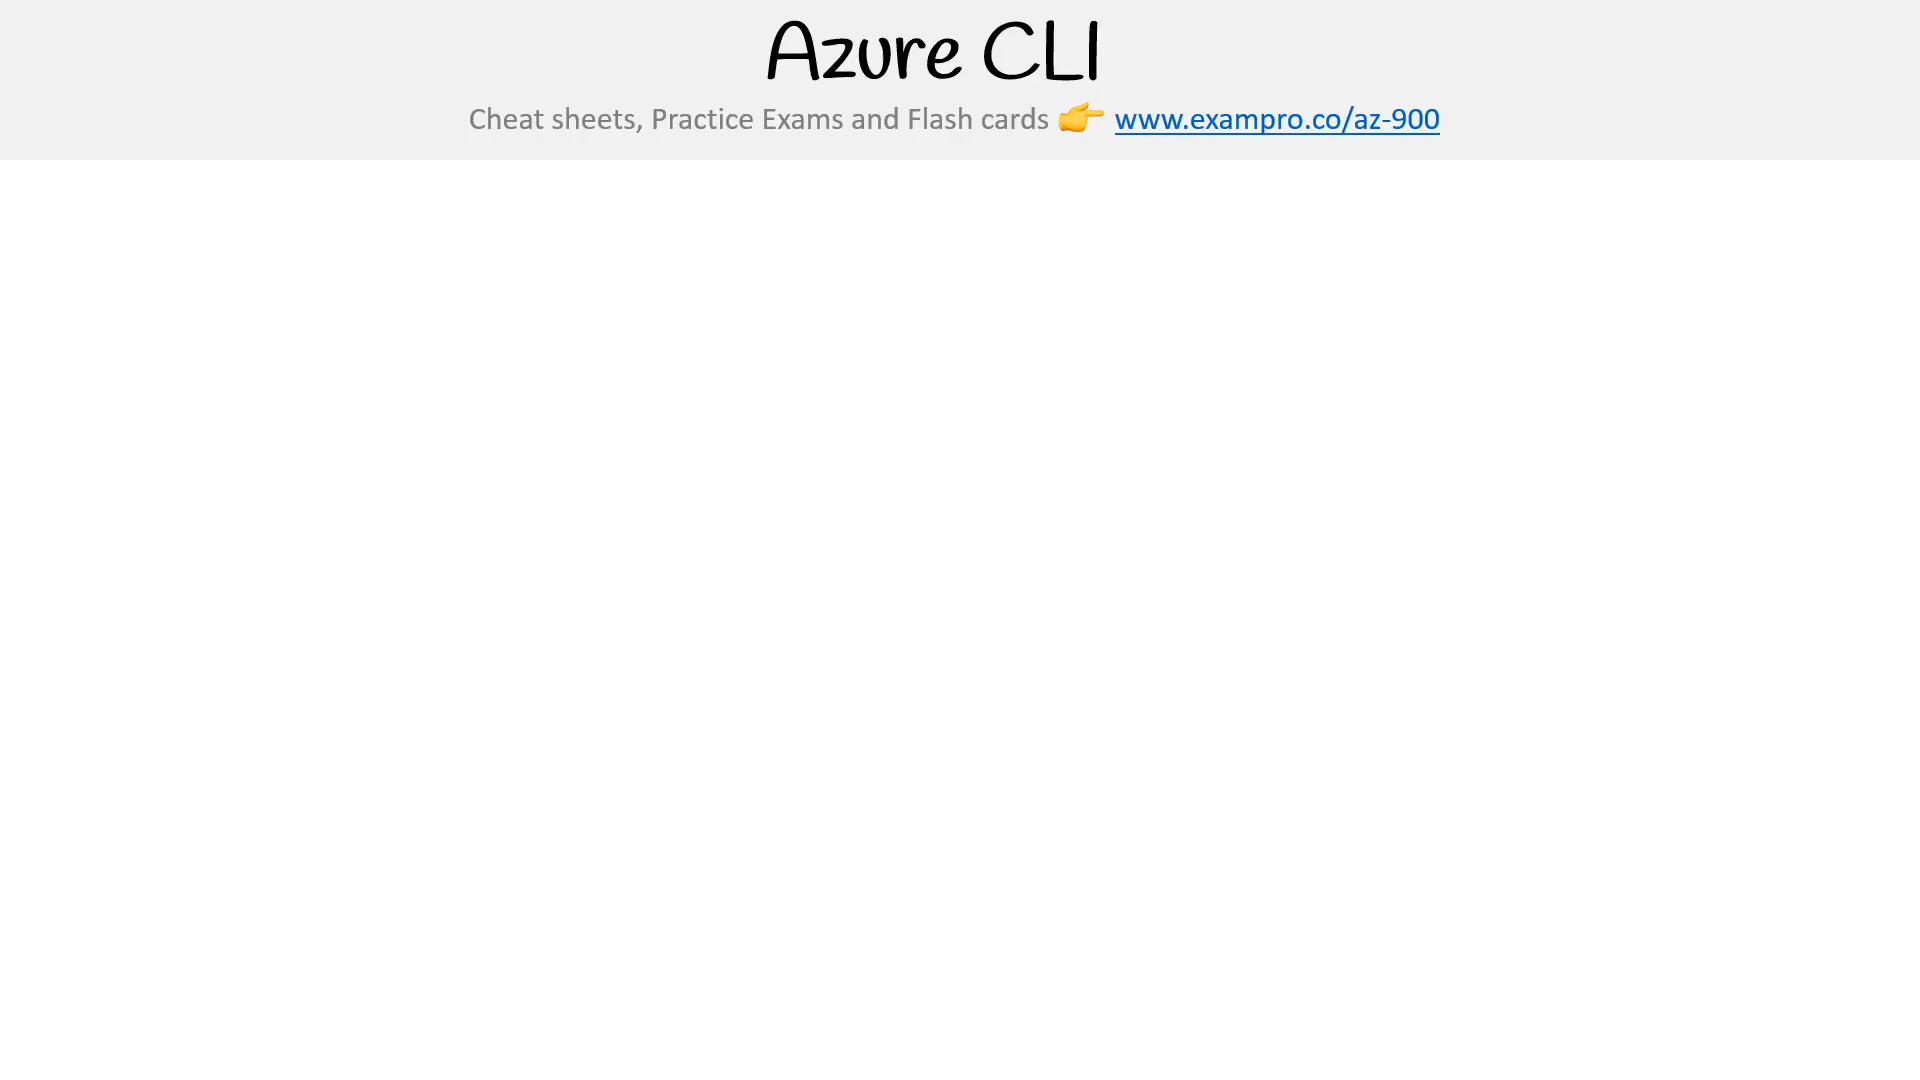 Azure CLI
Cheat sheets, Practice Exams and Flash cards 👉 www.exampro.co/az-900